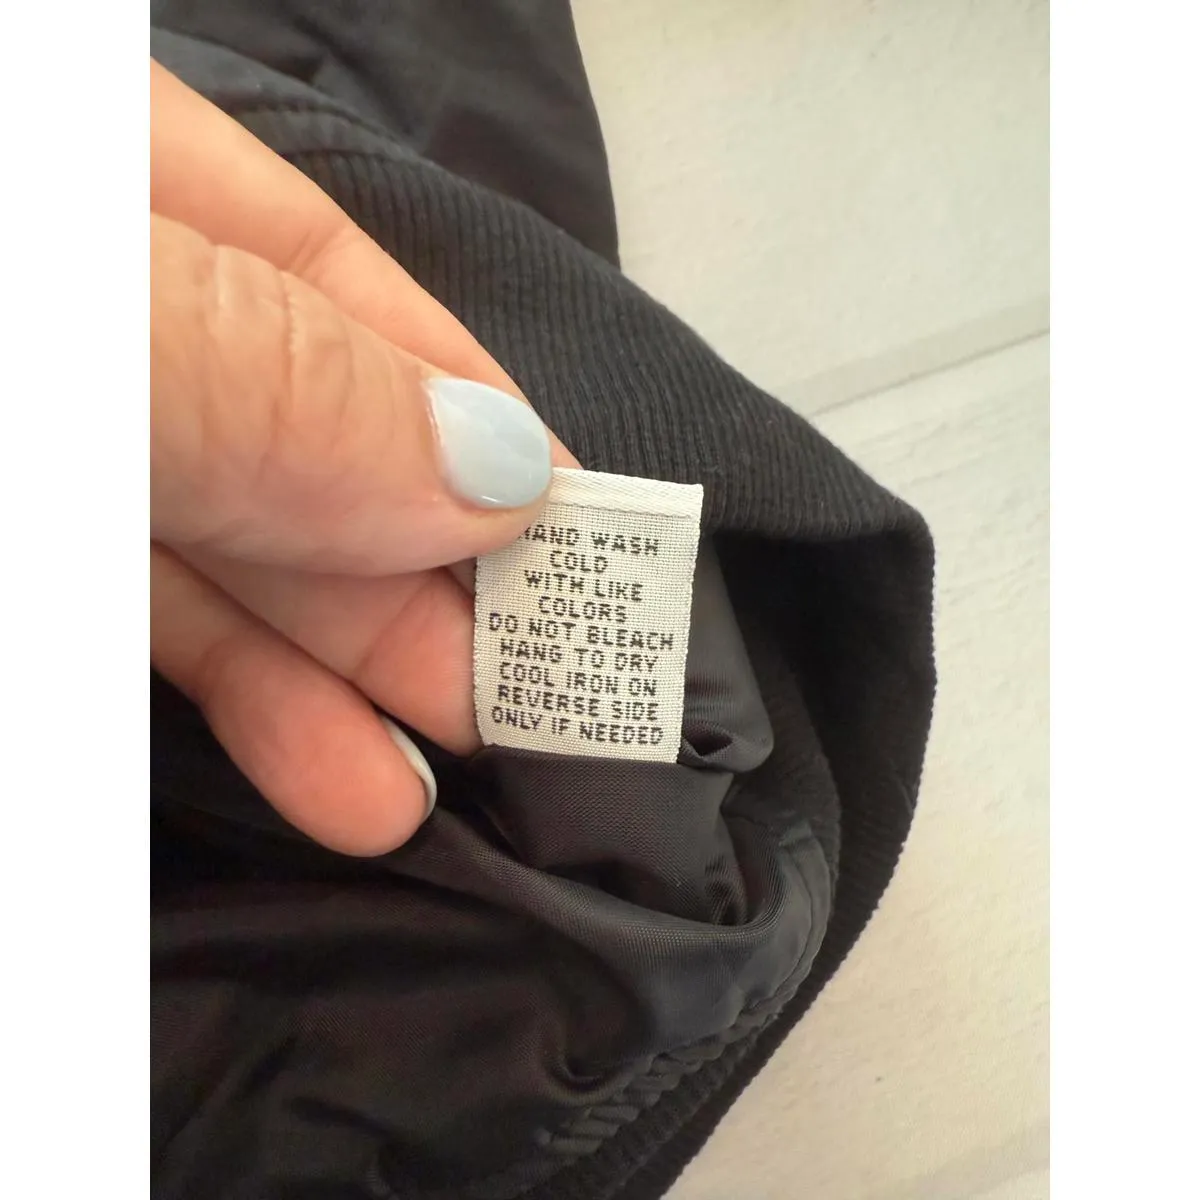 HAND WASH
COLD
WITH LIKE
COLORS
DO NOT BLEACH
HANG TO DRY
COOL IRON ON
REVERSE SIDE
ONLY IF NEEDED